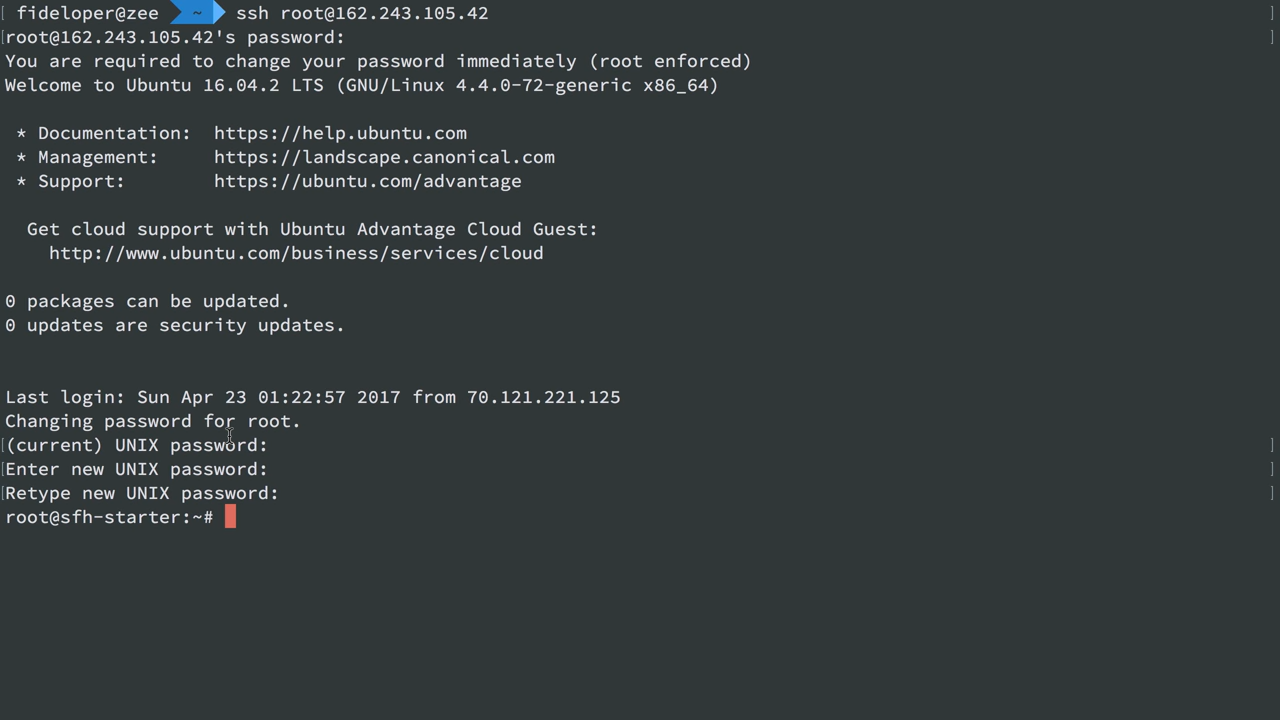 fideloper@zee ~ ssh root@162.243.105.42
root@162.243.105.42's password:
You are required to change your password immediately (root enforced)
Welcome to Ubuntu 16.04.2 LTS (GNU/Linux 4.4.0-72-generic x86_64)
* Documentation: https://help.ubuntu.com
* Management: https://landscape.canonical.com
* Support: https://ubuntu.com/advantage
Get cloud support with Ubuntu Advantage Cloud Guest:
http://www.ubuntu.com/business/services/cloud
0 packages can be updated.
0 updates are security updates.
Last login: Sun Apr 23 01:22:57 2017 from 70.121.221.125
Changing password for root.
(current) UNIX password:
Enter new UNIX password:
Retype new UNIX password:
root@sfh-starter:~#